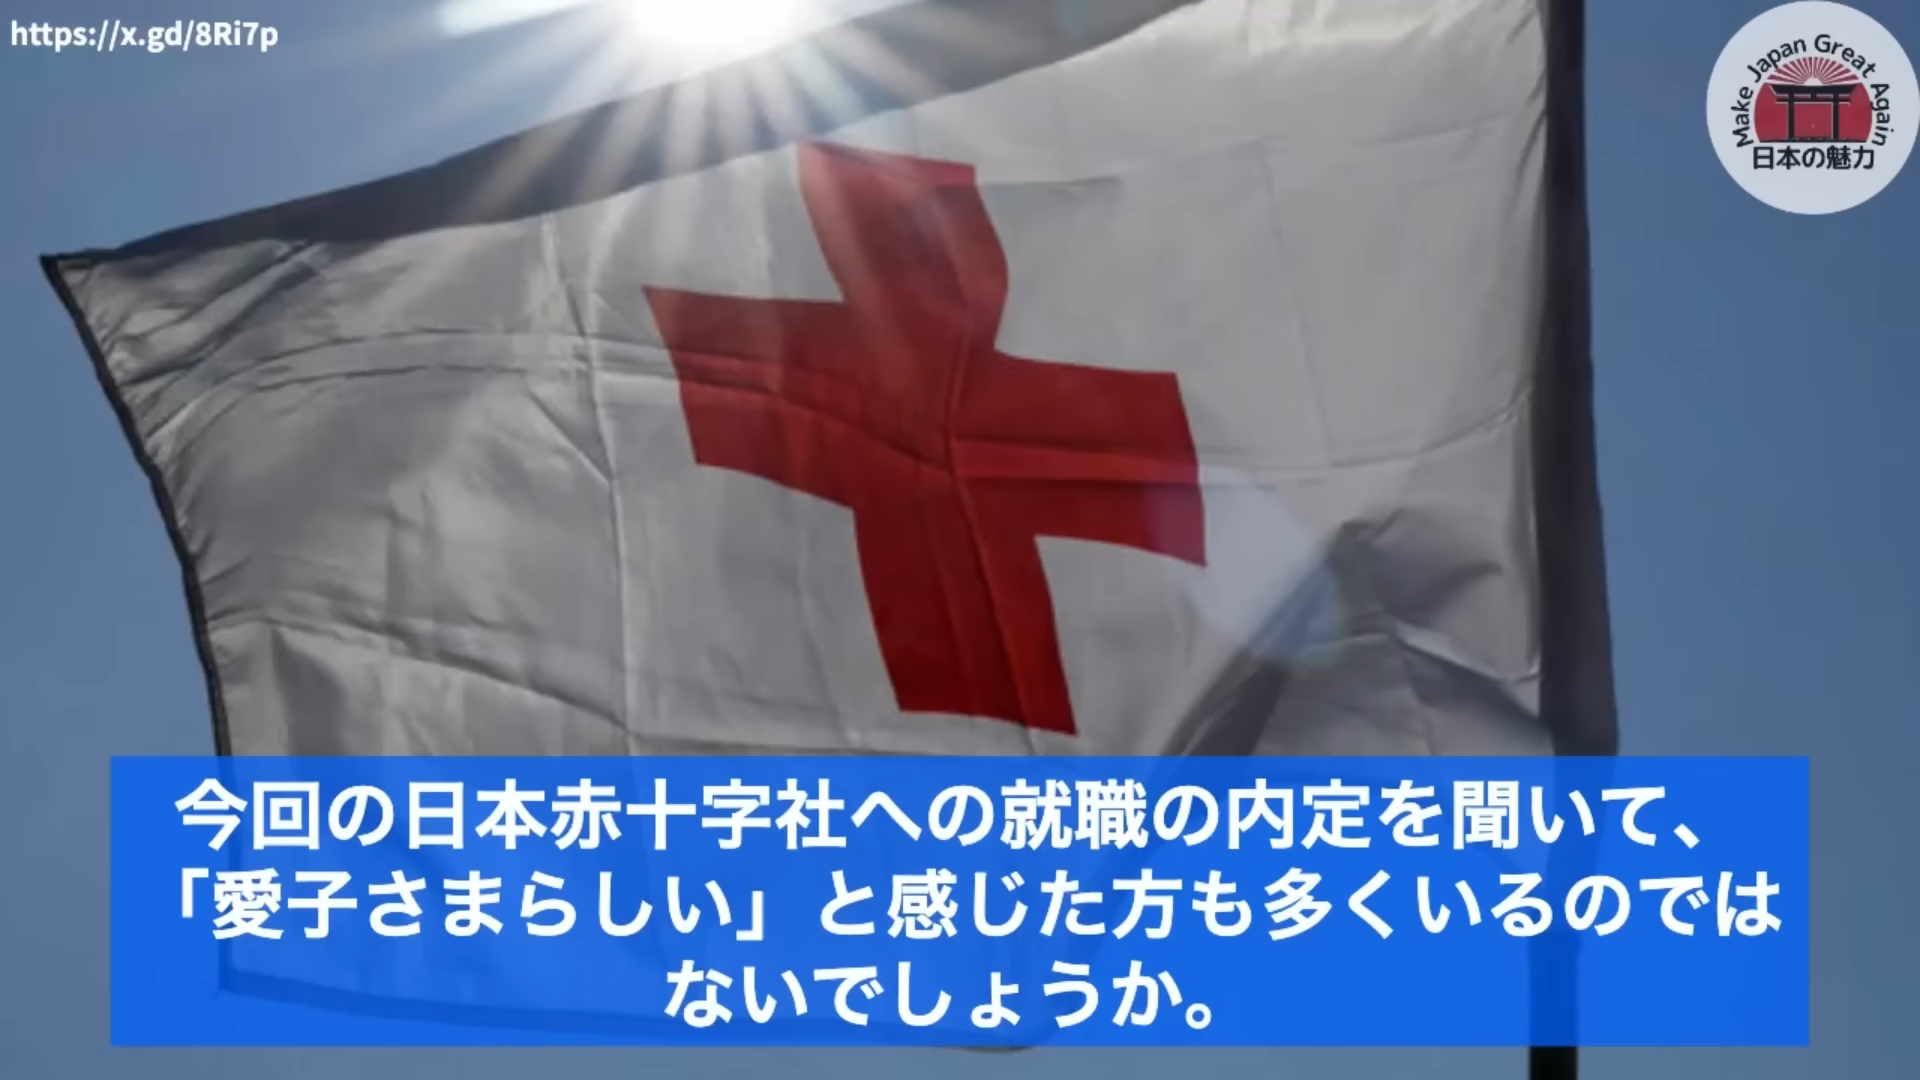 https://x.gd/8Ri7p
Make Japan Great Again
日本の魅力
今回の日本赤十字社への就職の内定を聞いて、
「愛子さまらしい」と感じた方も多くいるのでは
ないでしょうか。